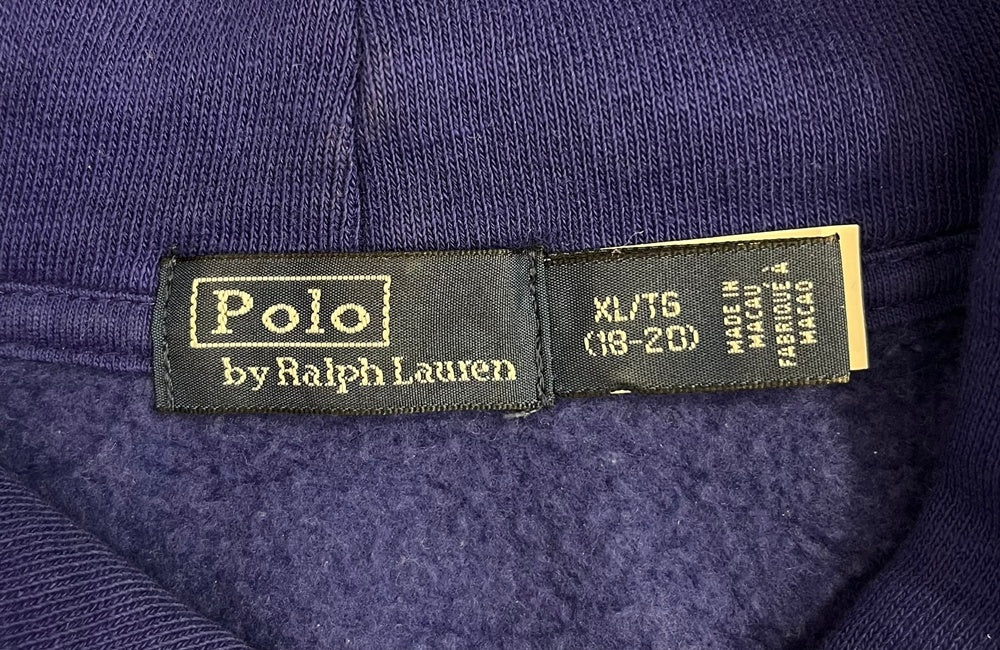 Polo
by Ralph Lauren
XL/TG
(18-20)
MADE IN
MACAU
FABRIQUÉ À
MACAO